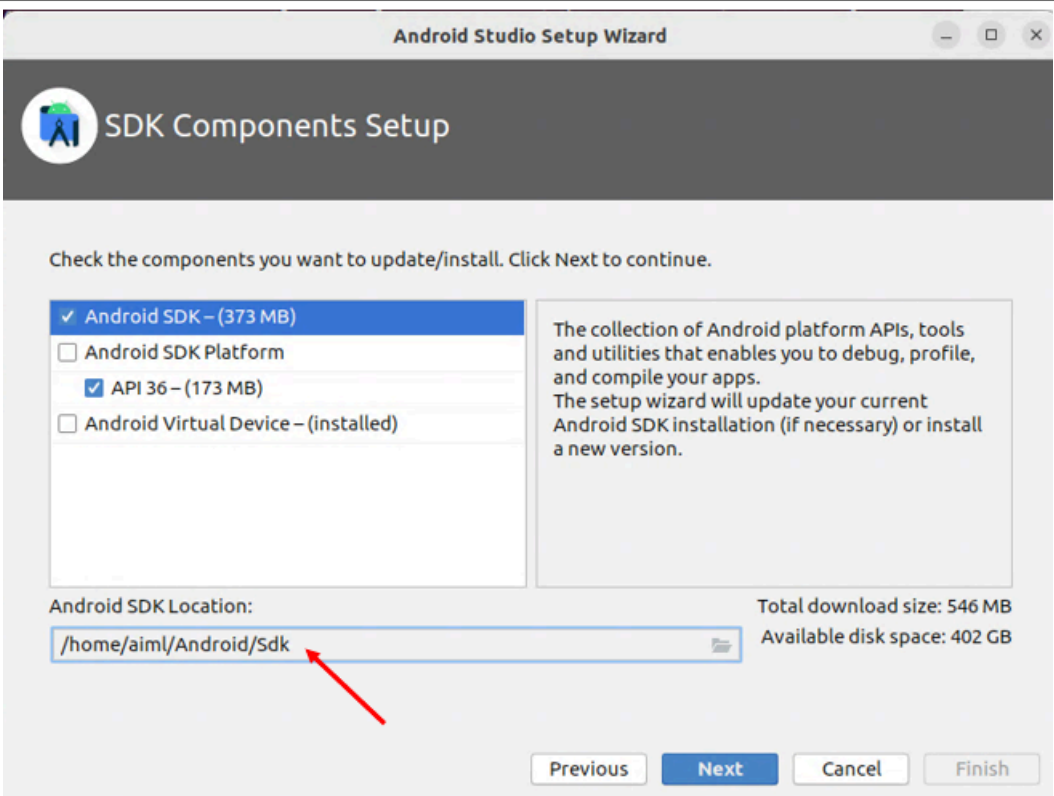 Android Studio Setup Wizard
SDK Components Setup
Check the components you want to update/install. Click Next to continue.
Android SDK – (373 MB)
Android SDK Platform
API 36 – (173 MB)
Android Virtual Device – (installed)
The collection of Android platform APIs, tools
and utilities that enables you to debug, profile,
and compile your apps.
The setup wizard will update your current
Android SDK installation (if necessary) or install
a new version.
Android SDK Location:
/home/aiml/Android/Sdk
Total download size: 546 MB
Available disk space: 402 GB
Previous
Next
Cancel
Finish